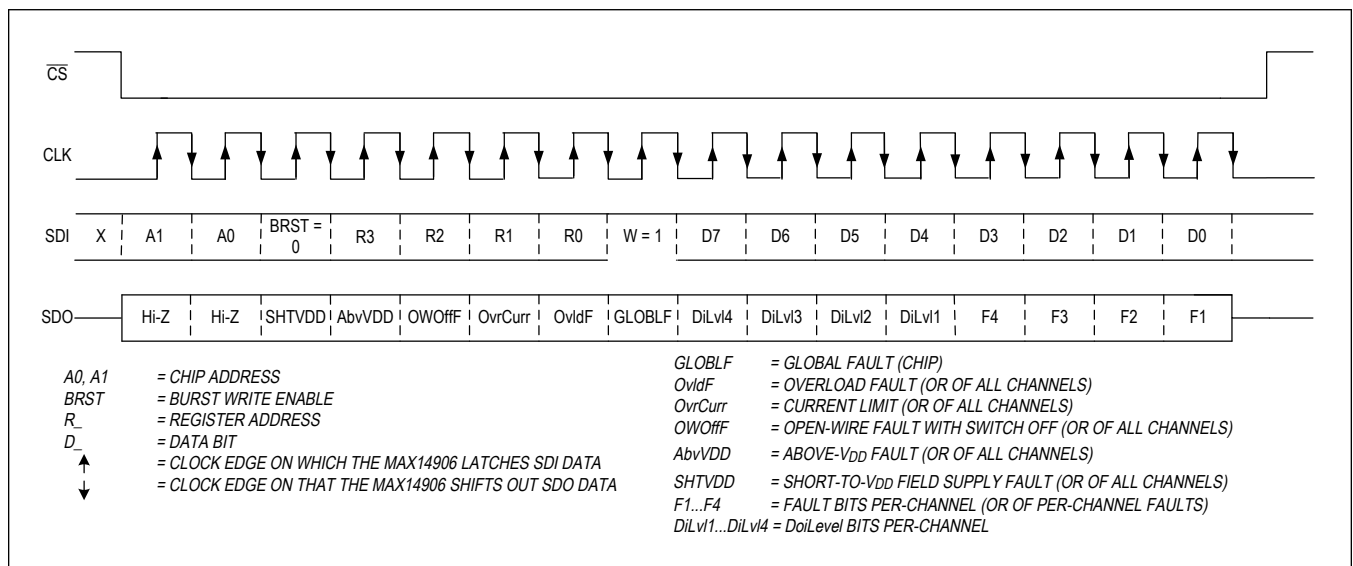 CS
CLK
SDI X A1 A0 BRST = 0 R3 R2 R1 R0 W = 1 D7 D6 D5 D4 D3 D2 D1 D0
SDO Hi-Z Hi-Z SHTVDD AbvVDD OWOffF OvrCurr OvldF GLOBLF DiLvl4 DiLvl3 DiLvl2 DiLvl1 F4 F3 F2 F1
A0, A1 = CHIP ADDRESS
BRST = BURST WRITE ENABLE
R_ = REGISTER ADDRESS
D_ = DATA BIT
↑ = CLOCK EDGE ON WHICH THE MAX14906 LATCHES SDI DATA
↓ = CLOCK EDGE ON THAT THE MAX14906 SHIFTS OUT SDO DATA
GLOBLF = GLOBAL FAULT (CHIP)
OvldF = OVERLOAD FAULT (OR OF ALL CHANNELS)
OvrCurr = CURRENT LIMIT (OR OF ALL CHANNELS)
OWOffF = OPEN-WIRE FAULT WITH SWITCH OFF (OR OF ALL CHANNELS)
AbvVDD = ABOVE-VDD FAULT (OR OF ALL CHANNELS)
SHTVDD = SHORT-TO-VDD FIELD SUPPLY FAULT (OR OF ALL CHANNELS)
F1...F4 = FAULT BITS PER-CHANNEL (OR OF PER-CHANNEL FAULTS)
DiLvl1...DiLvl4 = DoiLevel BITS PER-CHANNEL